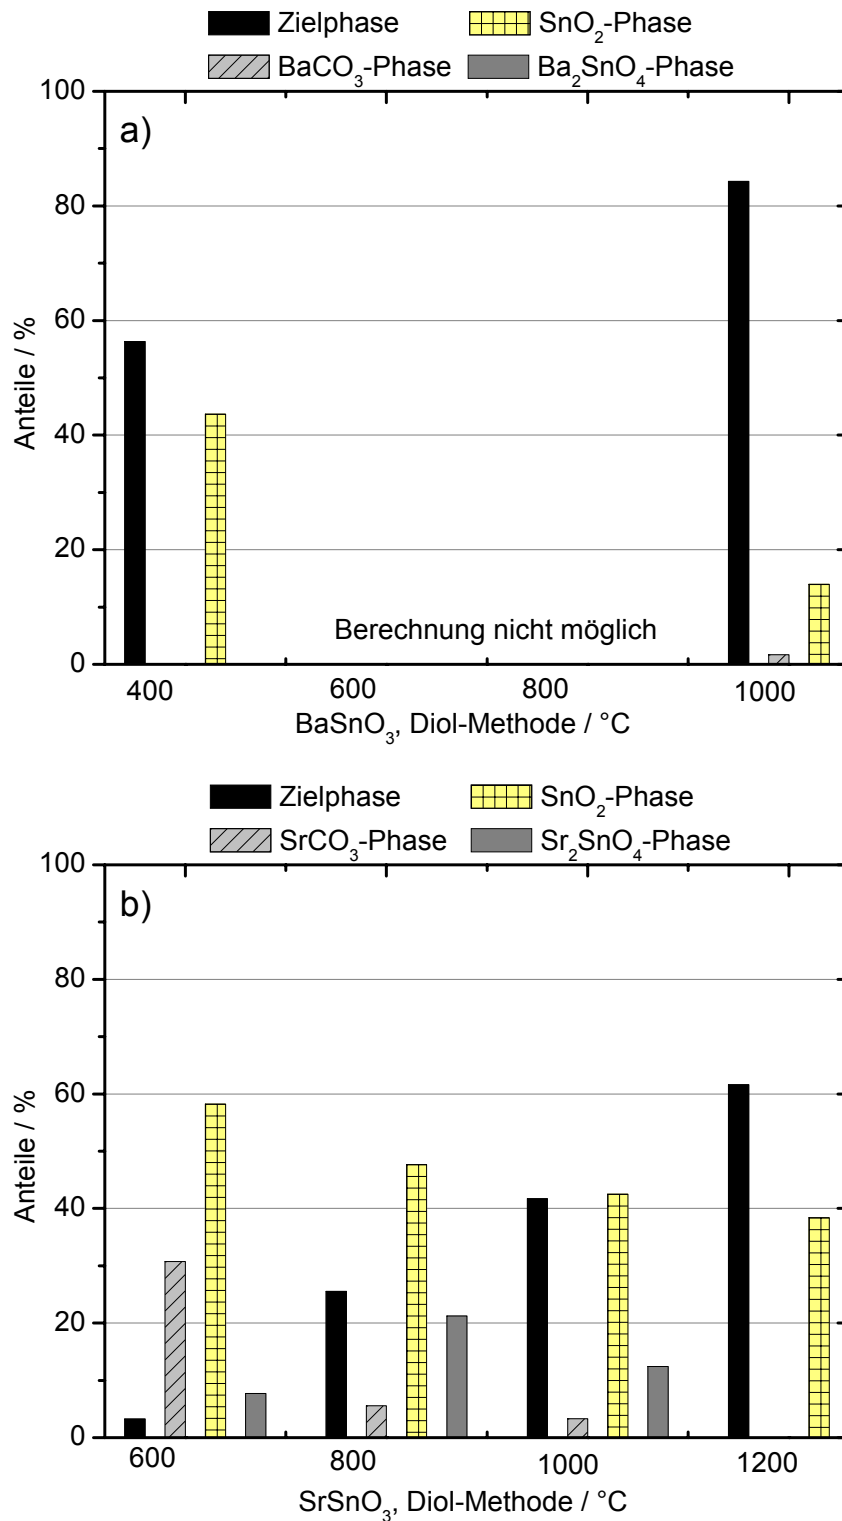 Zielphase SnO₂-Phase
BaCO₃-Phase Ba₂SnO₄-Phase
a)
100
80
60
40
20
0
Anteile / %
Berechnung nicht möglich
400 600 800 1000
BaSnO₃, Diol-Methode / °C
Zielphase SnO₂-Phase
SrCO₃-Phase Sr₂SnO₄-Phase
b)
100
80
60
40
20
0
Anteile / %
600 800 1000 1200
SrSnO₃, Diol-Methode / °C